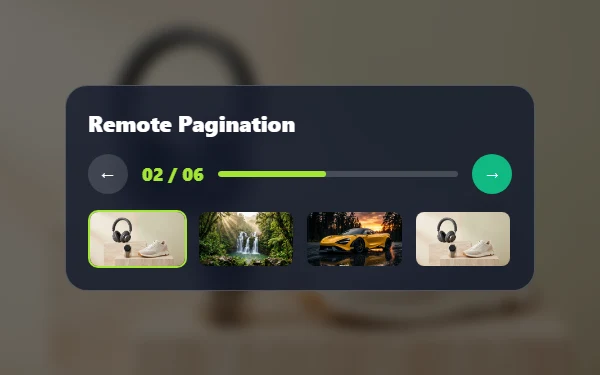 Remote Pagination
← 02 / 06 →